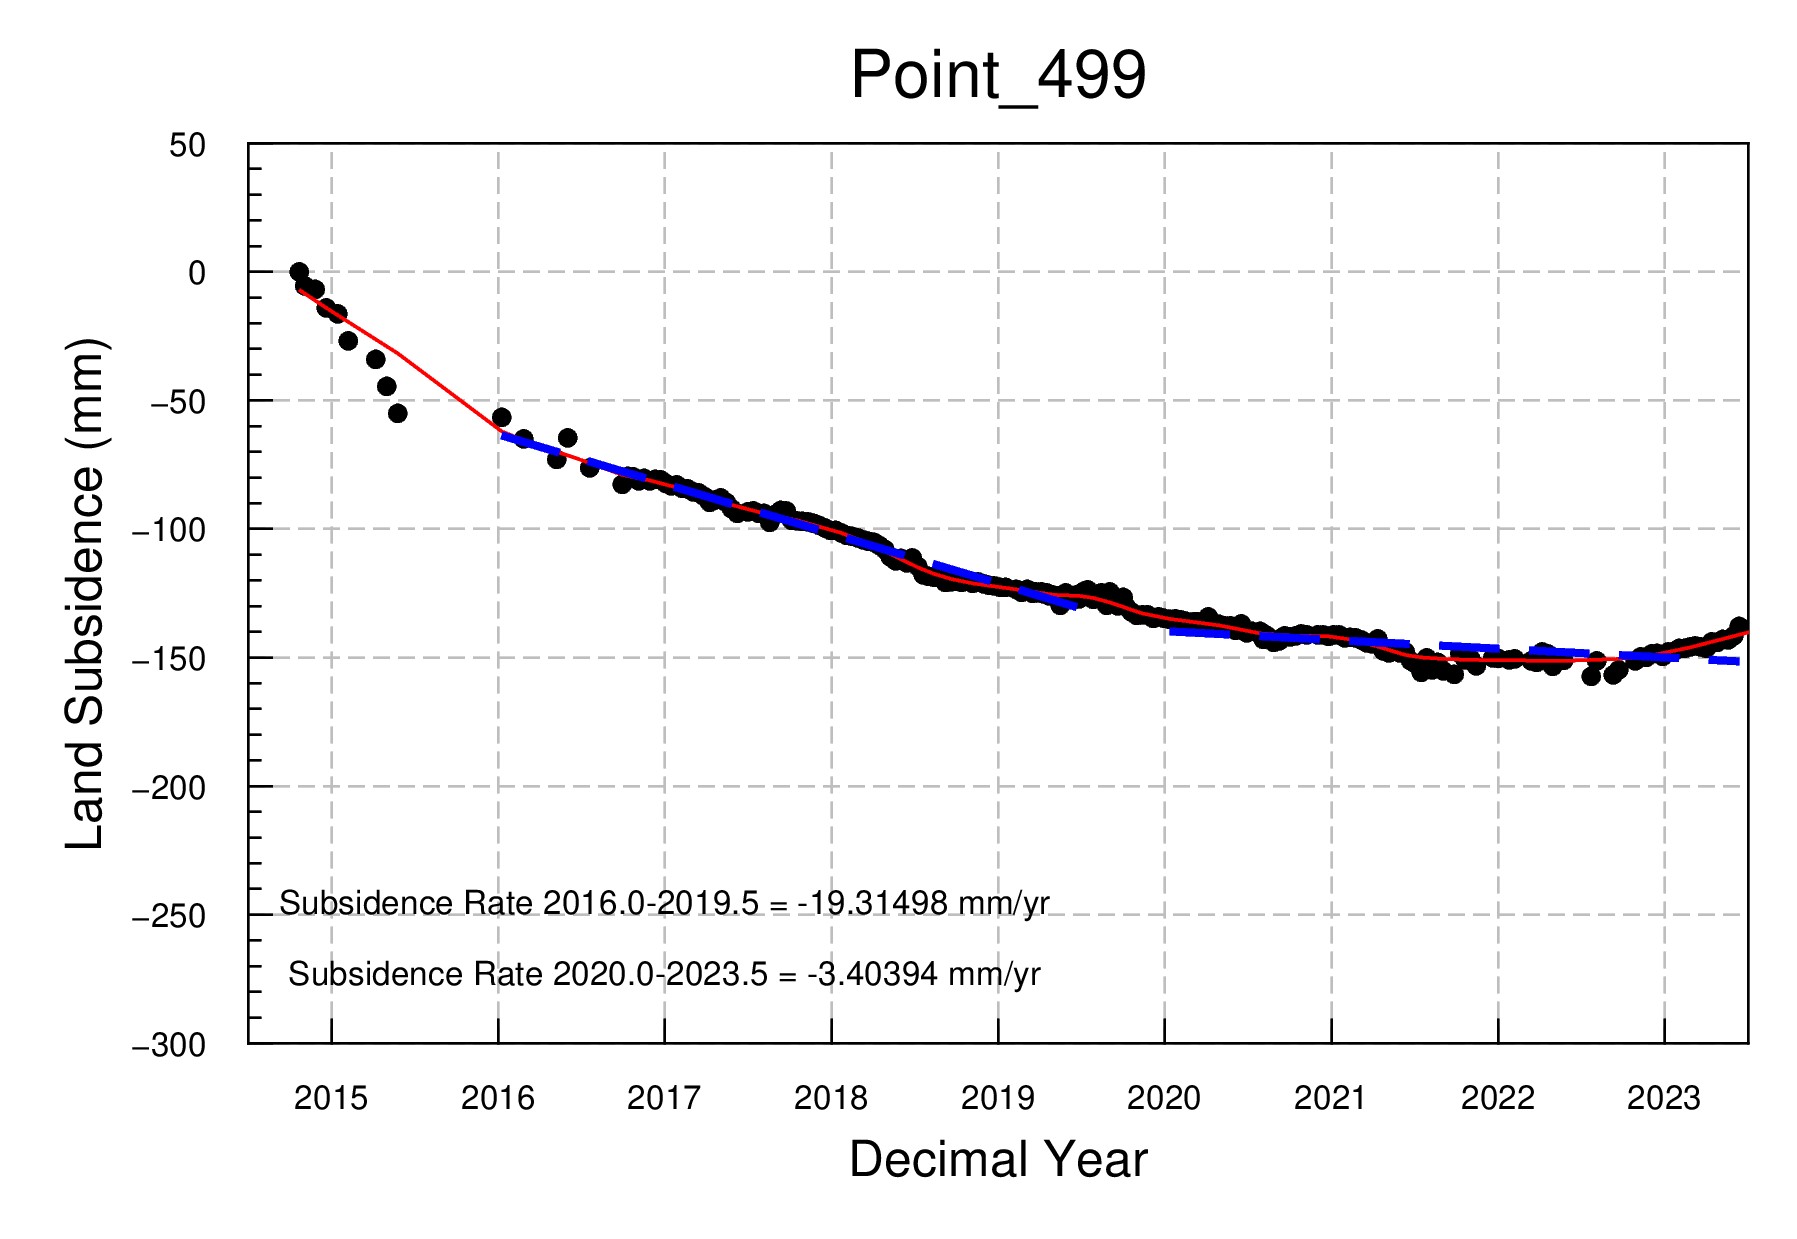 Point_499
50
0
−50
−100
−150
−200
−250
−300
Land Subsidence (mm)
Subsidence Rate 2016.0-2019.5 = -19.31498 mm/yr
Subsidence Rate 2020.0-2023.5 = -3.40394 mm/yr
2015 2016 2017 2018 2019 2020 2021 2022 2023
Decimal Year